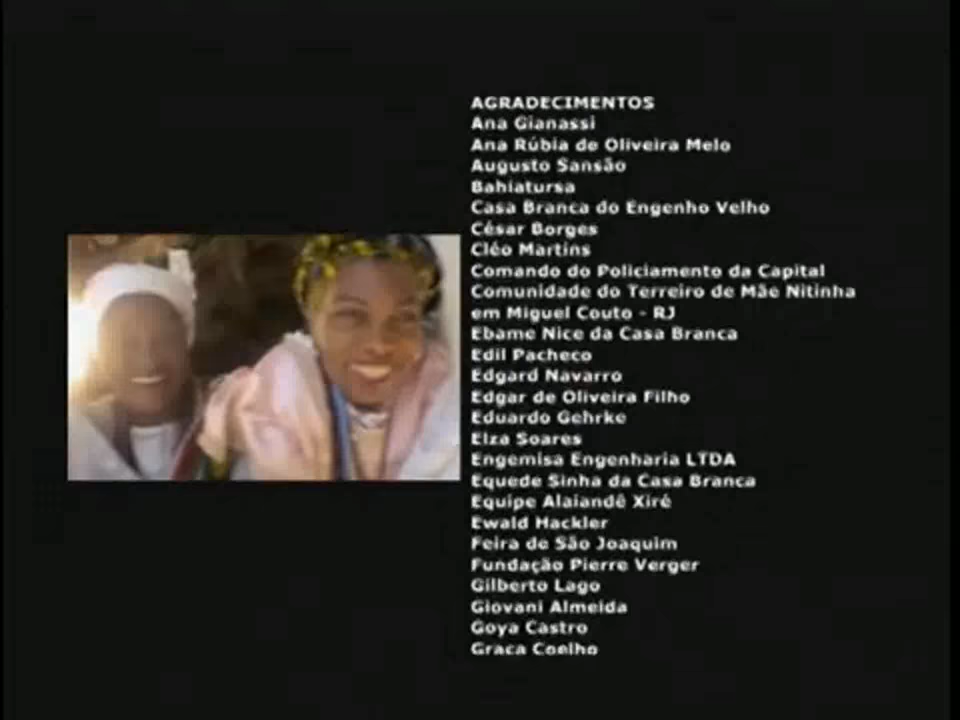 AGRADECIMENTOS
Ana Gianassi
Ana Rúbia de Oliveira Melo
Augusto Sansão
Bahiatursa
Casa Branca do Engenho Velho
César Borges
Cléo Martins
Comando do Policiamento da Capital
Comunidade do Terreiro de Mãe Nitinha
em Miguel Couto - RJ
Ebame Nice da Casa Branca
Edil Pacheco
Edgard Navarro
Edgar de Oliveira Filho
Eduardo Gehrke
Elza Soares
Engemisa Engenharia LTDA
Equede Sinha da Casa Branca
Equipe Alaiandê Xiré
Ewald Hackler
Feira de São Joaquim
Fundação Pierre Verger
Gilberto Lago
Giovani Almeida
Goya Castro
Graca Coelho